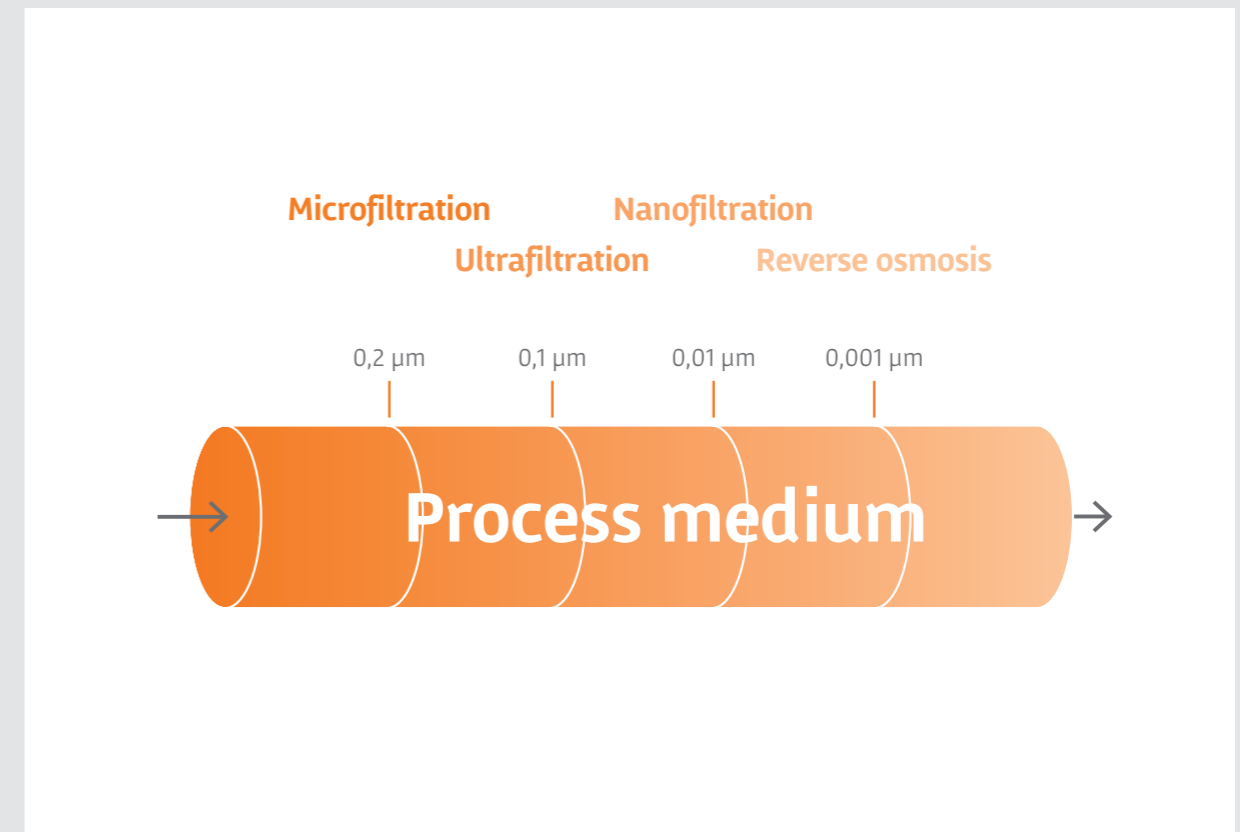 Microfiltration
Nanofiltration
Ultrafiltration
Reverse osmosis
0,2 µm
0,1 µm
0,01 µm
0,001 µm
Process medium